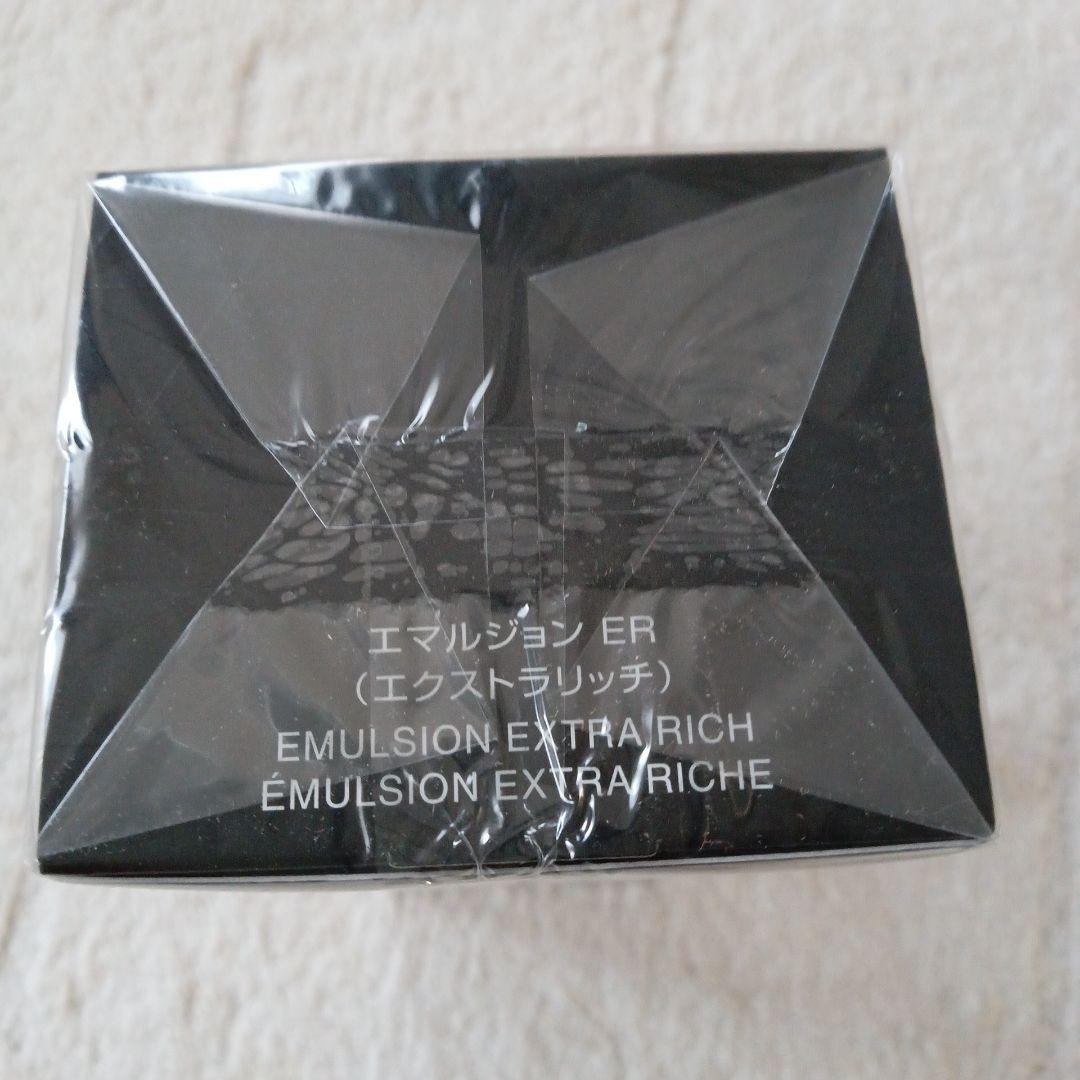 エマルジョン ER
（エクストラリッチ）
EMULSION EXTRA RICH
ÉMULSION EXTRA RICHE